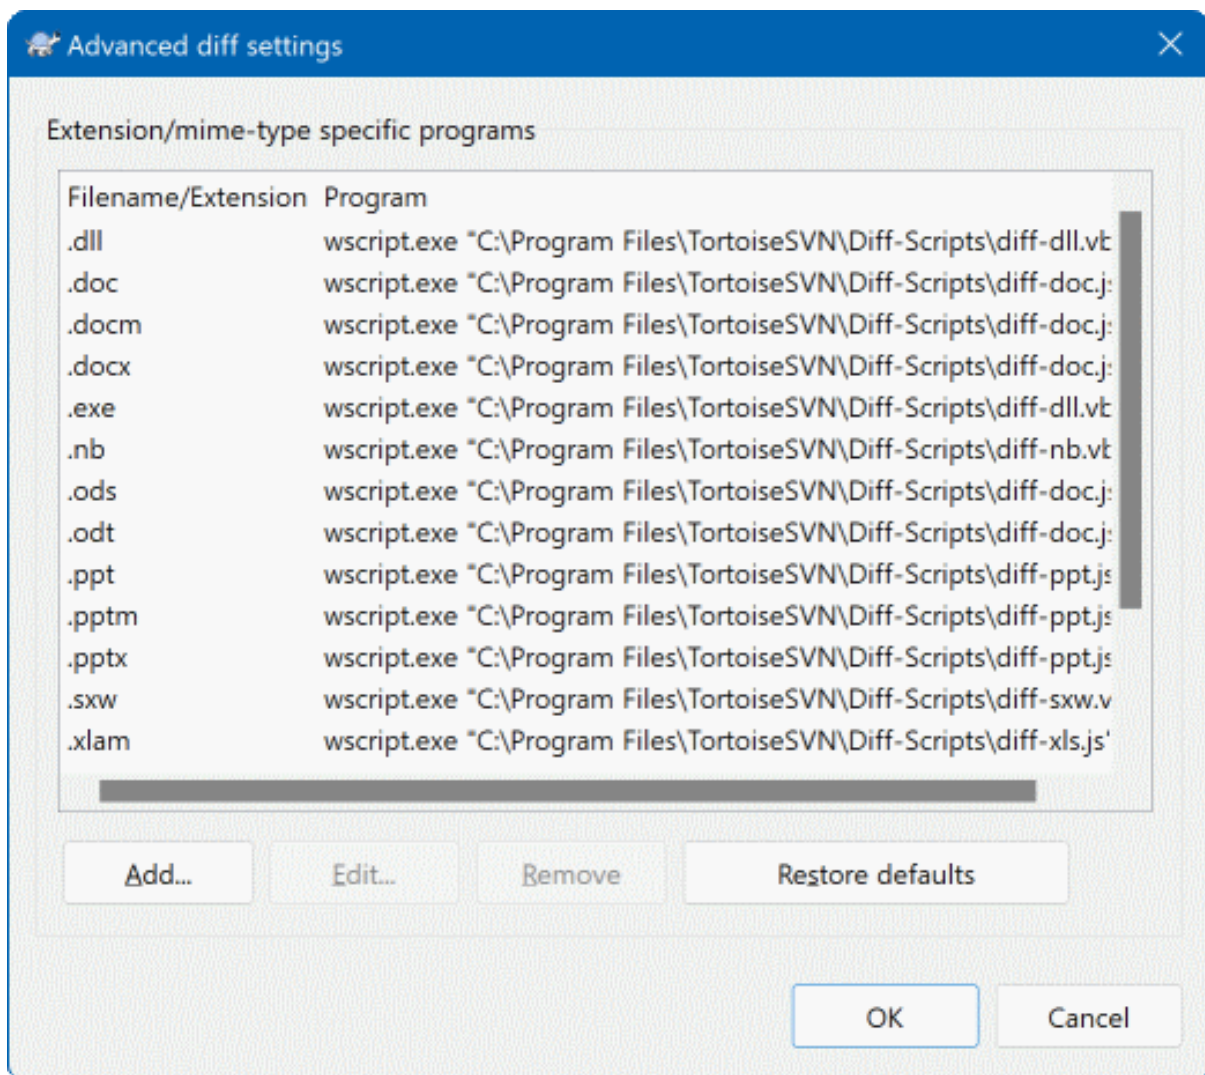 Advanced diff settings
Extension/mime-type specific programs
Filename/Extension Program
.dll wscript.exe "C:\Program Files\TortoiseSVN\Diff-Scripts\diff-dll.vb
.doc wscript.exe "C:\Program Files\TortoiseSVN\Diff-Scripts\diff-doc.js
.docm wscript.exe "C:\Program Files\TortoiseSVN\Diff-Scripts\diff-doc.js
.docx wscript.exe "C:\Program Files\TortoiseSVN\Diff-Scripts\diff-doc.js
.exe wscript.exe "C:\Program Files\TortoiseSVN\Diff-Scripts\diff-dll.vb
.nb wscript.exe "C:\Program Files\TortoiseSVN\Diff-Scripts\diff-nb.vb
.ods wscript.exe "C:\Program Files\TortoiseSVN\Diff-Scripts\diff-doc.js
.odt wscript.exe "C:\Program Files\TortoiseSVN\Diff-Scripts\diff-doc.js
.ppt wscript.exe "C:\Program Files\TortoiseSVN\Diff-Scripts\diff-ppt.js
.pptm wscript.exe "C:\Program Files\TortoiseSVN\Diff-Scripts\diff-ppt.js
.pptx wscript.exe "C:\Program Files\TortoiseSVN\Diff-Scripts\diff-ppt.js
.sxw wscript.exe "C:\Program Files\TortoiseSVN\Diff-Scripts\diff-sxw.v
.xlam wscript.exe "C:\Program Files\TortoiseSVN\Diff-Scripts\diff-xls.js"
Add... Edit... Remove Restore defaults
OK Cancel